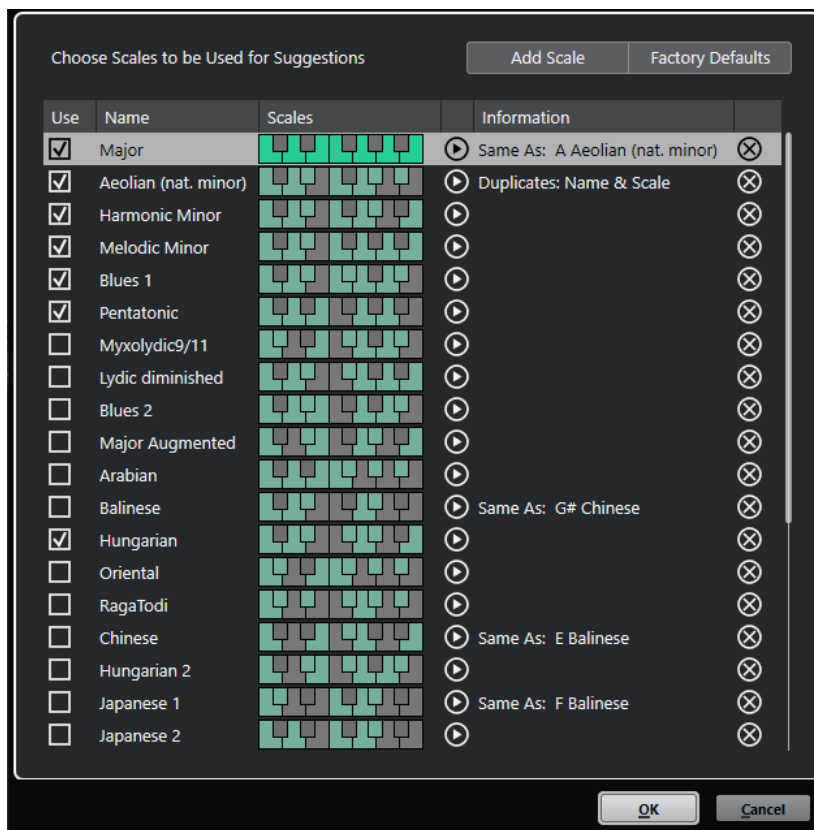 Choose Scales to be Used for Suggestions Add Scale Factory Defaults
Use Name Scales Information
Major Same As: A Aeolian (nat. minor)
Aeolian (nat. minor) Duplicates: Name & Scale
Harmonic Minor
Melodic Minor
Blues 1
Pentatonic
Myxolydic9/11
Lydic diminished
Blues 2
Major Augmented
Arabian
Balinese Same As: G# Chinese
Hungarian
Oriental
RagaTodi
Chinese Same As: E Balinese
Hungarian 2
Japanese 1 Same As: F Balinese
Japanese 2
OK Cancel